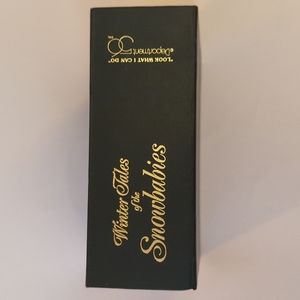 Winter Tales
of the
Snowbabies
"LOOK WHAT I CAN DO"
Department
56